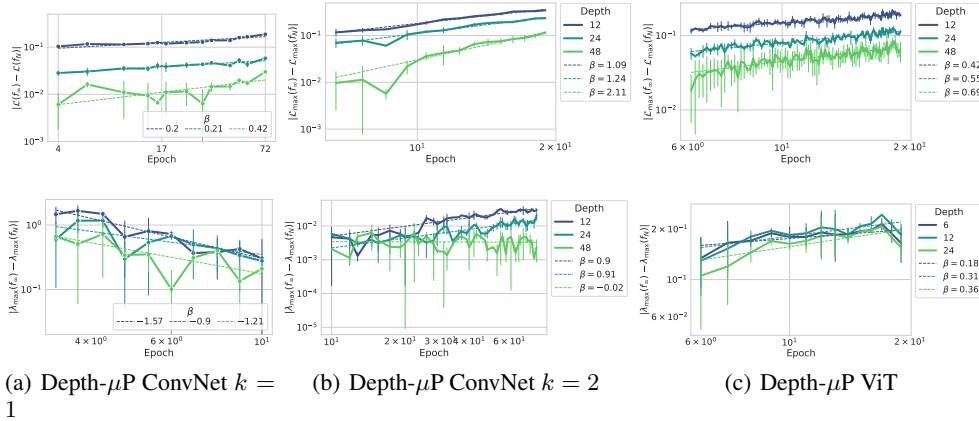 |𝓛(f∞) − 𝓛(f_N)|
10⁻¹
10⁻²
10⁻³
β
0.2 0.21 0.42
4 17 72
Epoch
|𝓛max(f∞) − 𝓛max(f_N)|
10⁻¹
10⁻²
10⁻³
10¹ 2 × 10¹
Epoch
Depth
12
24
48
β = 1.09
β = 1.24
β = 2.11
|𝓛max(f∞) − 𝓛max(f_N)|
10⁻¹
10⁻²
6 × 10⁰ 10¹ 2 × 10¹
Epoch
Depth
12
24
48
β = 0.42
β = 0.55
β = 0.69
|λmax(f∞) − λmax(f_N)|
10⁰
10⁻¹
β
−1.57 −0.9 −1.21
4 × 10⁰ 6 × 10⁰ 10¹
Epoch
|λmax(f∞) − λmax(f_N)|
10⁻²
10⁻³
10⁻⁴
10⁻⁵
10¹ 2 × 10¹ 3 × 10¹ 4 × 10¹ 6 × 10¹
Epoch
Depth
12
24
48
β = 0.9
β = 0.91
β = −0.02
|λmax(f∞) − λmax(f_N)|
2 × 10⁻¹
10⁻¹
6 × 10⁻²
6 × 10⁰ 10¹ 2 × 10¹
Epoch
Depth
6
12
24
β = 0.18
β = 0.31
β = 0.36
(a) Depth-μP ConvNet k =
1
(b) Depth-μP ConvNet k = 2
(c) Depth-μP ViT